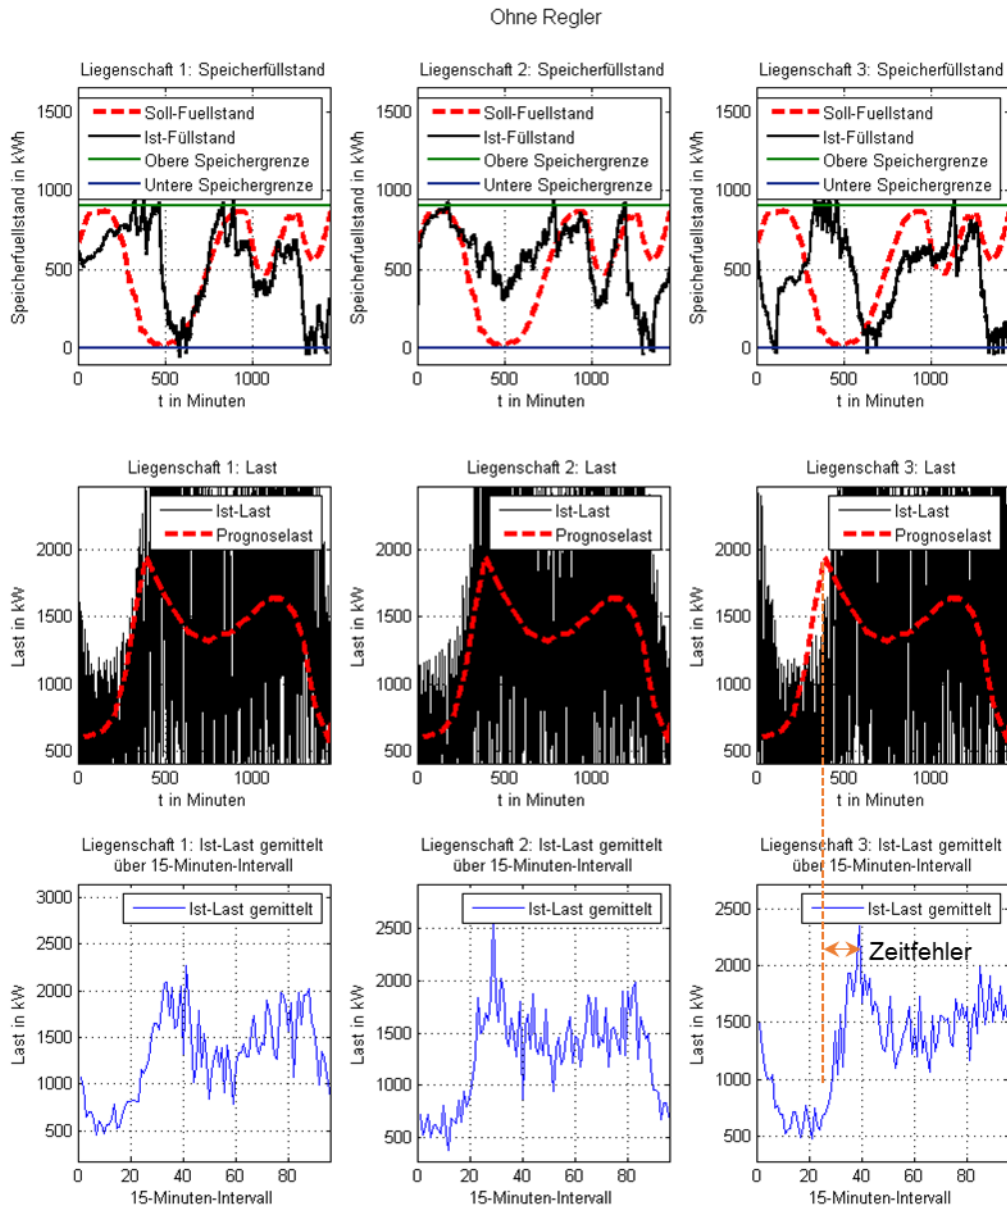 Ohne Regler
Liegenschaft 1: Speicherfüllstand
Speicherfuellstand in kWh
1500
1000
500
0
Soll-Fuellstand
Ist-Füllstand
Obere Speichergrenze
Untere Speichergrenze
0 500 1000
t in Minuten
Liegenschaft 2: Speicherfüllstand
Speicherfuellstand in kWh
1500
1000
500
0
Soll-Fuellstand
Ist-Füllstand
Obere Speichergrenze
Untere Speichergrenze
0 500 1000
t in Minuten
Liegenschaft 3: Speicherfüllstand
Speicherfuellstand in kWh
1500
1000
500
0
Soll-Fuellstand
Ist-Füllstand
Obere Speichergrenze
Untere Speichergrenze
0 500 1000
t in Minuten
Liegenschaft 1: Last
Last in kW
2000
1500
1000
500
Ist-Last
Prognoselast
0 500 1000
t in Minuten
Liegenschaft 2: Last
Last in kW
2000
1500
1000
500
Ist-Last
Prognoselast
0 500 1000
t in Minuten
Liegenschaft 3: Last
Last in kW
2000
1500
1000
500
Ist-Last
Prognoselast
0 500 1000
t in Minuten
Liegenschaft 1: Ist-Last gemittelt
über 15-Minuten-Intervall
Last in kW
3000
2500
2000
1500
1000
500
Ist-Last gemittelt
0 20 40 60 80
15-Minuten-Intervall
Liegenschaft 2: Ist-Last gemittelt
über 15-Minuten-Intervall
Last in kW
2500
2000
1500
1000
500
Ist-Last gemittelt
0 20 40 60 80
15-Minuten-Intervall
Liegenschaft 3: Ist-Last gemittelt
über 15-Minuten-Intervall
Last in kW
2500
2000
1500
1000
500
Ist-Last gemittelt
Zeitfehler
0 20 40 60 80
15-Minuten-Intervall